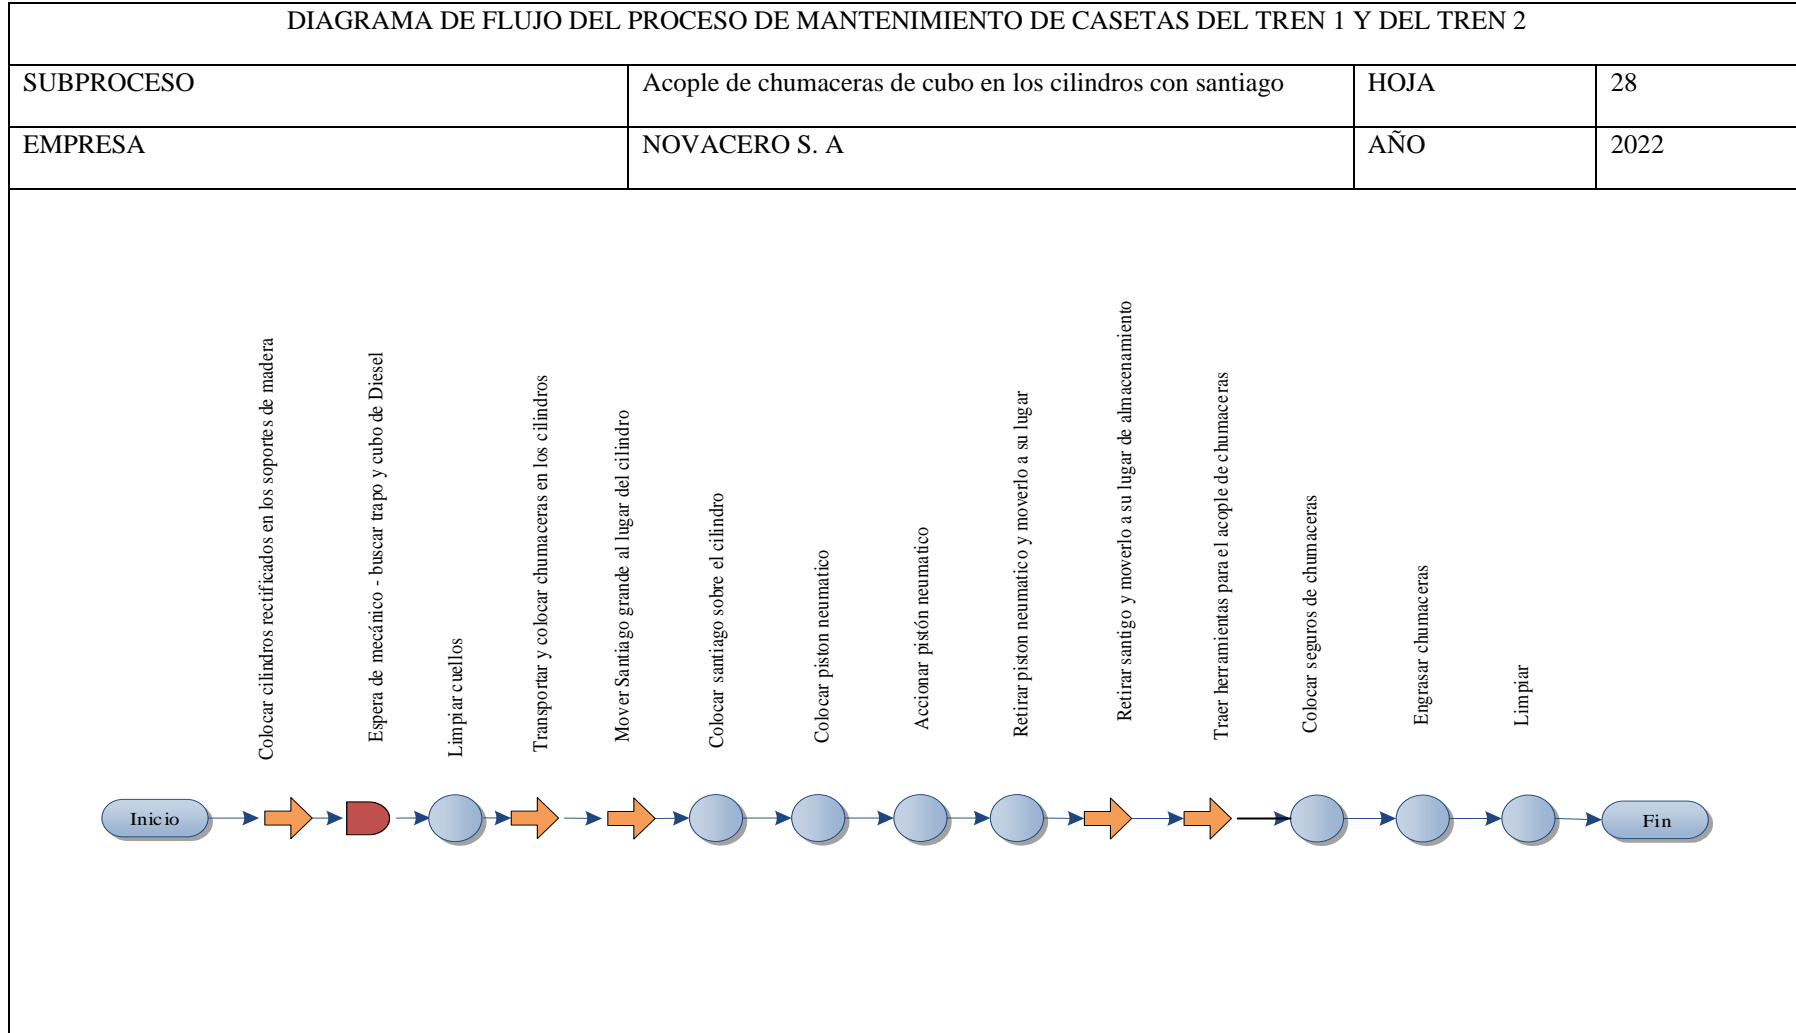 DIAGRAMA DE FLUJO DEL PROCESO DE MANTENIMIENTO DE CASETAS DEL TREN 1 Y DEL TREN 2
SUBPROCESO
Acople de chumaceras de cubo en los cilindros con santiago
HOJA
28
EMPRESA
NOVACERO S. A
AÑO
2022
Colocar cilindros rectificados en los soportes de madera
Espera de mecánico - buscar trapo y cubo de Diesel
Limpiar cuellos
Transportar y colocar chumaceras en los cilindros
Mover Santiago grande al lugar del cilindro
Colocar santiago sobre el cilindro
Colocar piston neumatico
Accionar pistón neumatico
Retirar piston neumatico y moverlo a su lugar
Retirar santigo y moverlo a su lugar de almacenamiento
Traer herramientas para el acople de chumaceras
Colocar seguros de chumaceras
Engrasar chumaceras
Limpiar
Inicio
Fin